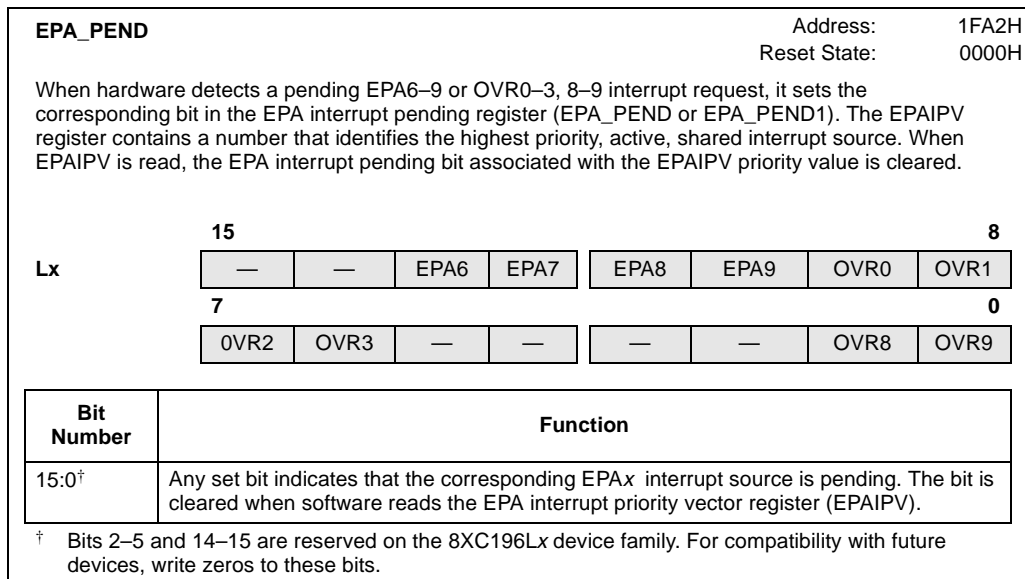 EPA_PEND Address: 1FA2H
Reset State: 0000H
When hardware detects a pending EPA6–9 or OVR0–3, 8–9 interrupt request, it sets the
corresponding bit in the EPA interrupt pending register (EPA_PEND or EPA_PEND1). The EPAIPV
register contains a number that identifies the highest priority, active, shared interrupt source. When
EPAIPV is read, the EPA interrupt pending bit associated with the EPAIPV priority value is cleared.
15 8
Lx — — EPA6 EPA7 EPA8 EPA9 OVR0 OVR1
7 0
0VR2 OVR3 — — — — OVR8 OVR9
Bit
Number Function
15:0† Any set bit indicates that the corresponding EPAx interrupt source is pending. The bit is
cleared when software reads the EPA interrupt priority vector register (EPAIPV).
† Bits 2–5 and 14–15 are reserved on the 8XC196Lx device family. For compatibility with future
devices, write zeros to these bits.